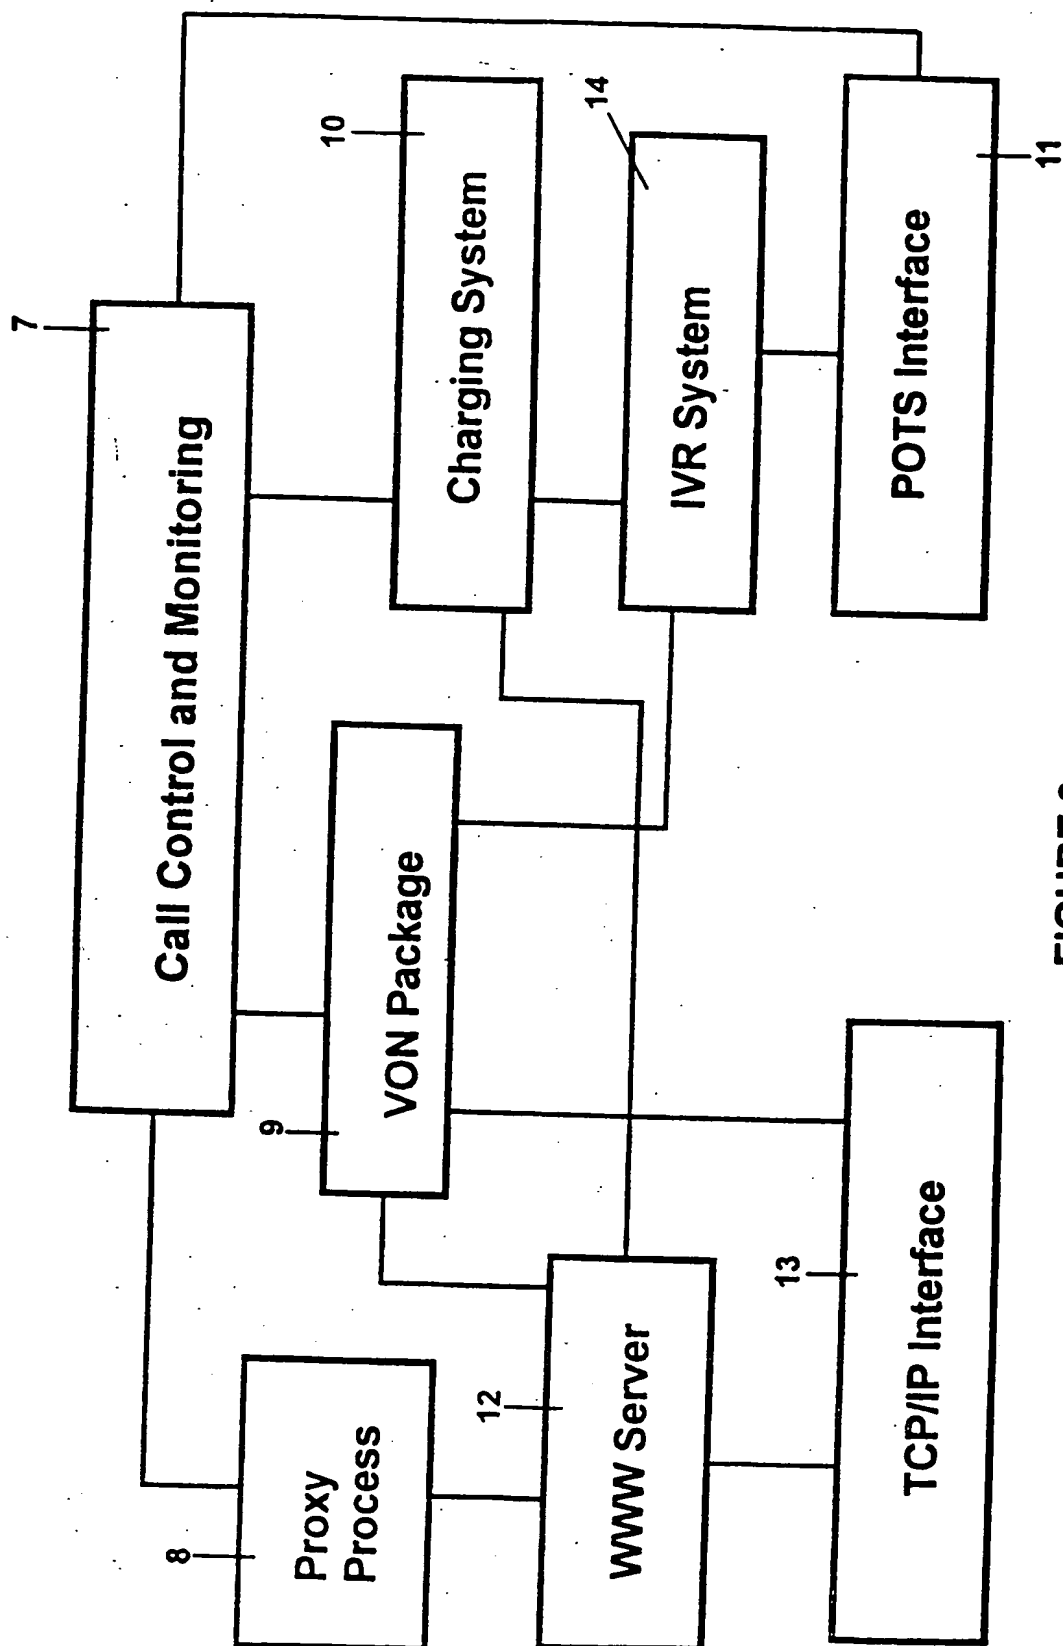 7
Call Control and Monitoring
8
Proxy
Process
9
VON Package
10
Charging System
12
WWW Server
14
IVR System
13
TCP/IP Interface
POTS Interface
11
FIGURE